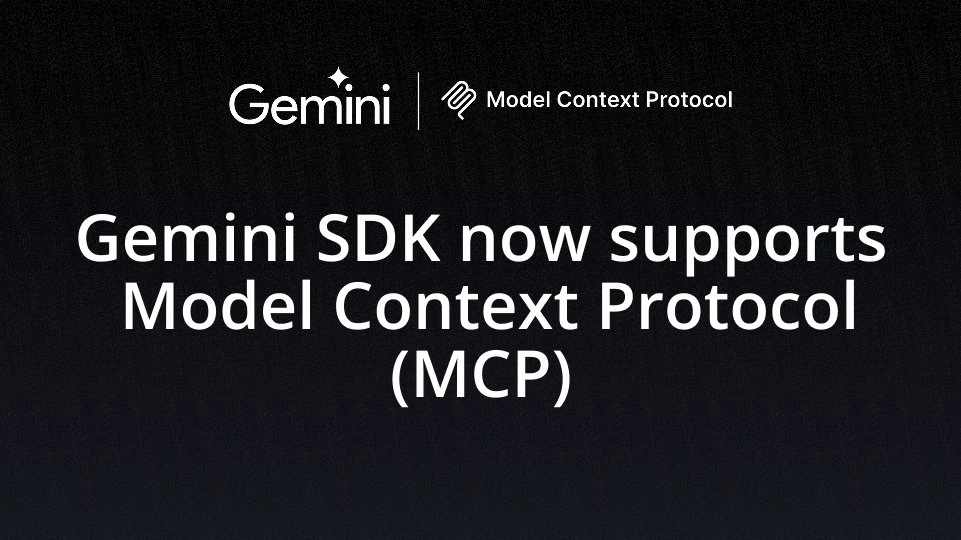 Gemini | Model Context Protocol
Gemini SDK now supports
Model Context Protocol
(MCP)